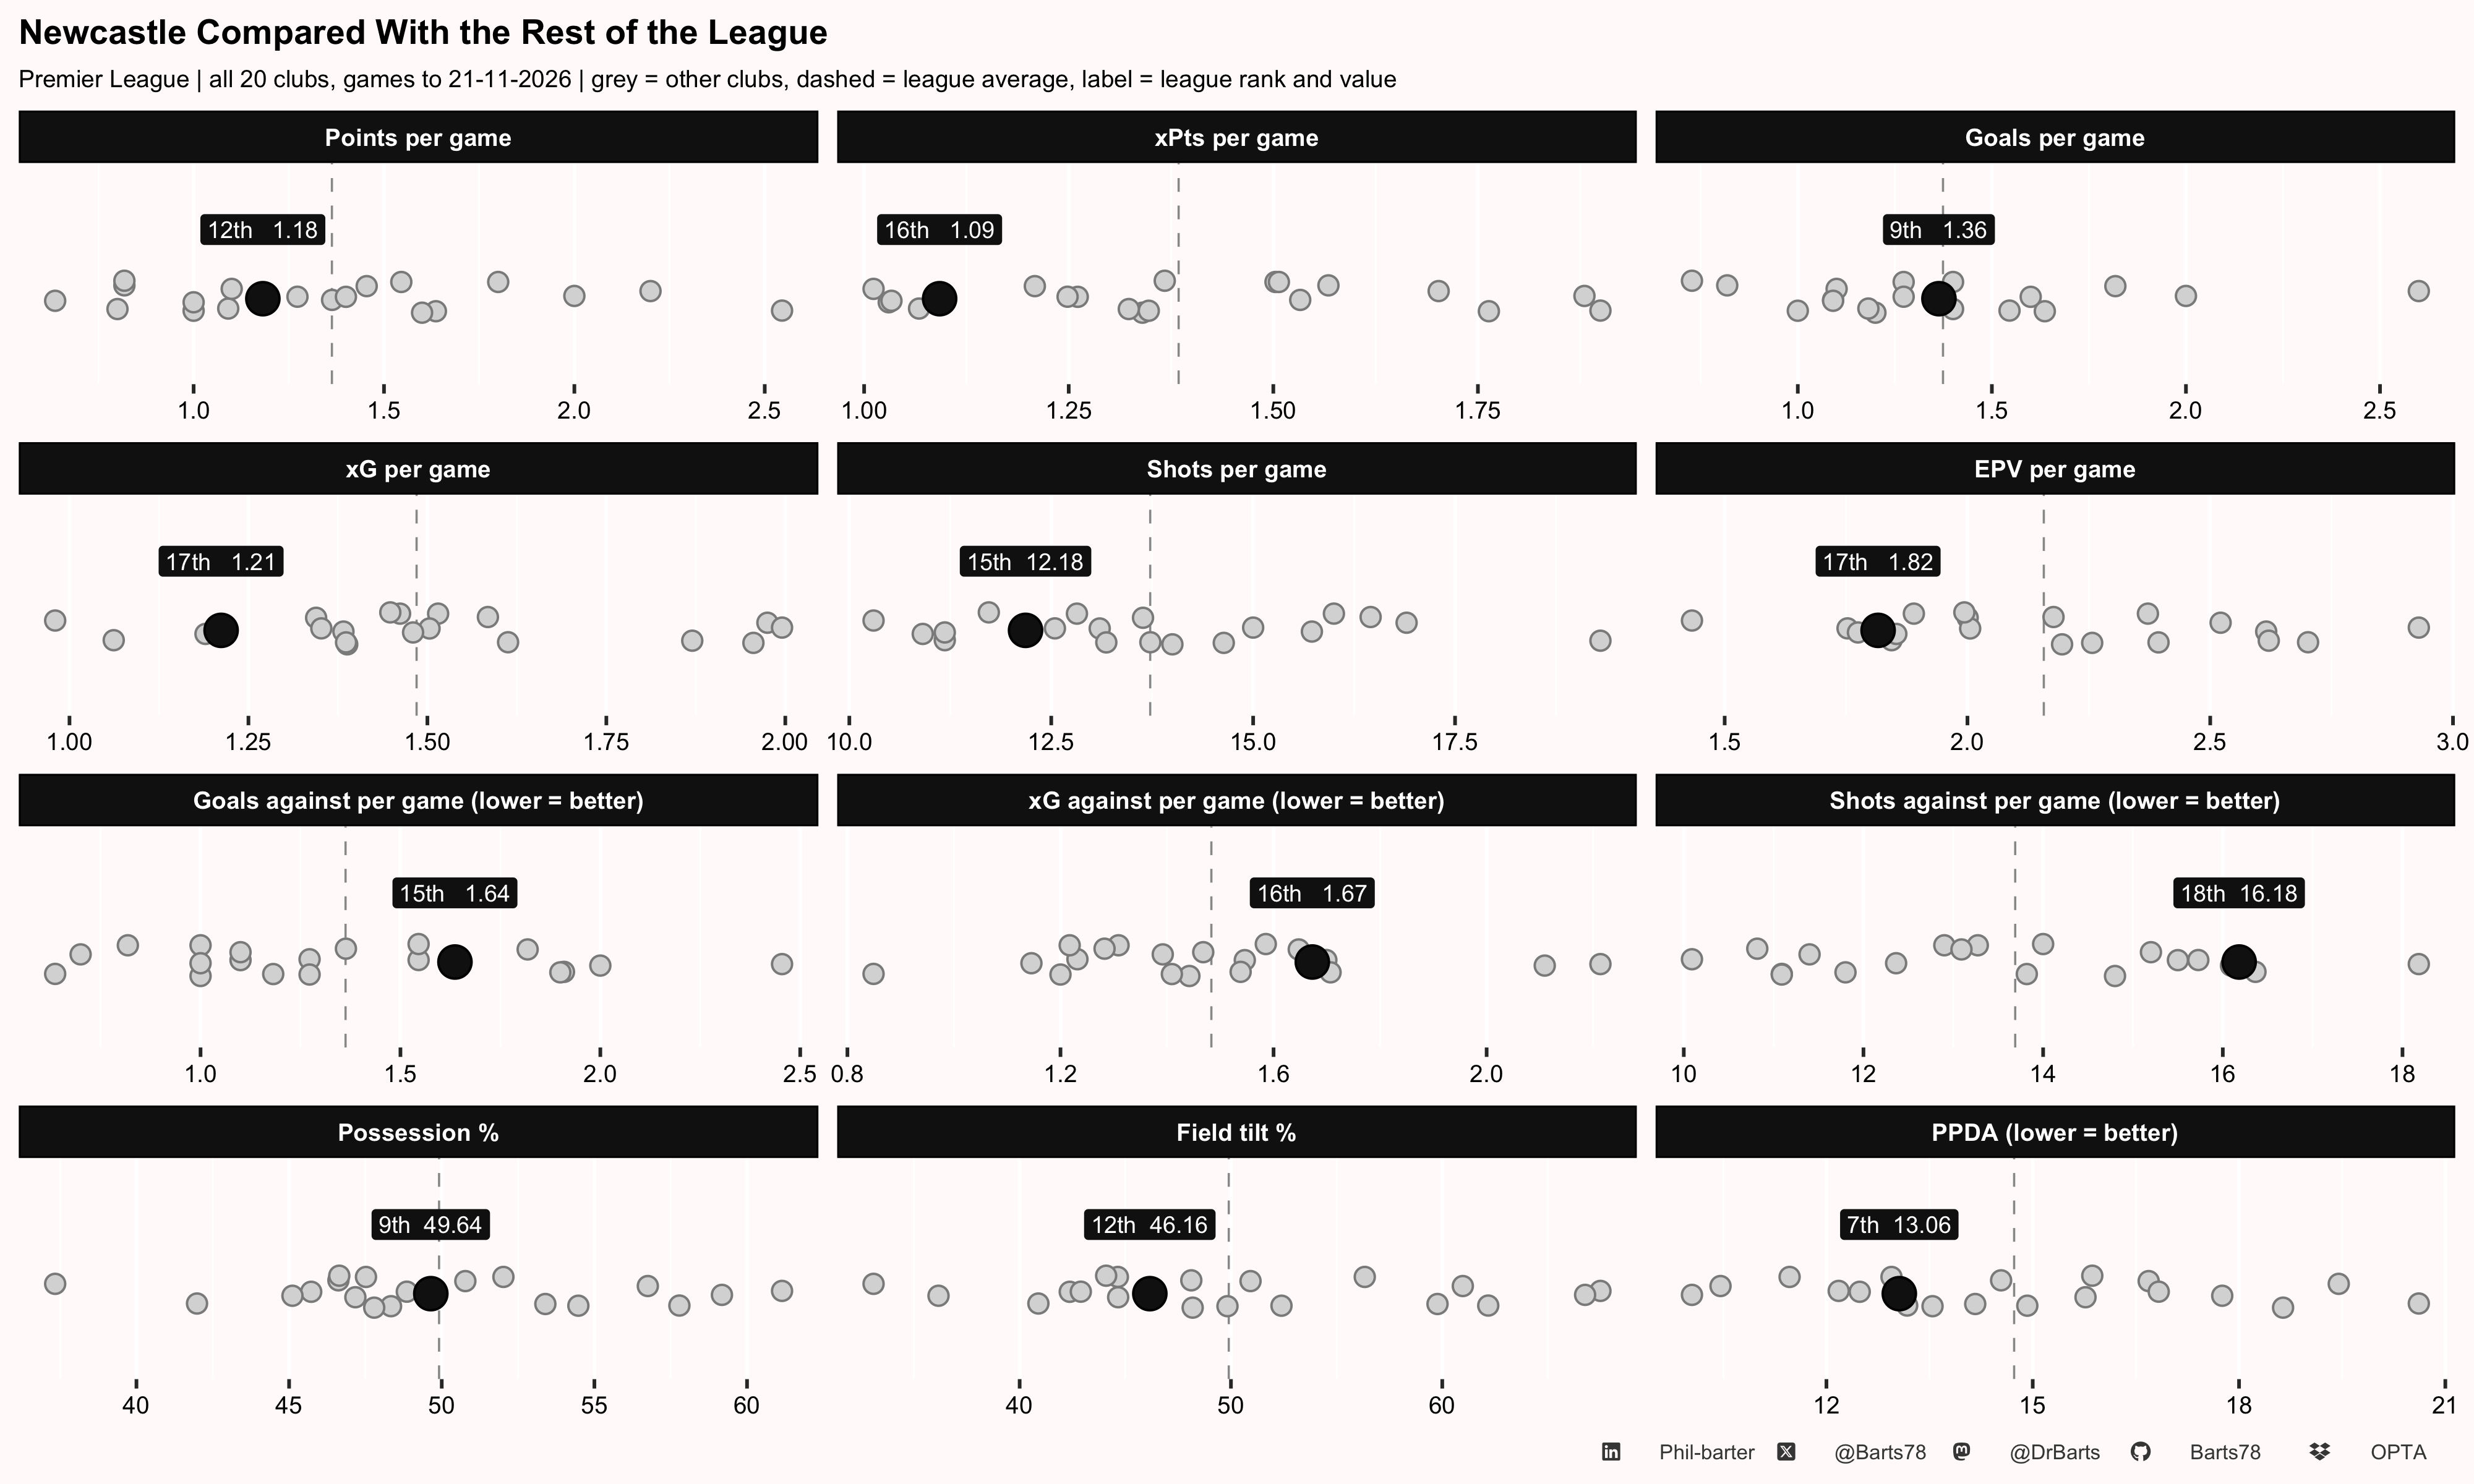 Newcastle Compared With the Rest of the League
Premier League | all 20 clubs, games to 21-11-2026 | grey = other clubs, dashed = league average, label = league rank and value
Points per game
12th 1.18
1.0 1.5 2.0 2.5
xPts per game
16th 1.09
1.00 1.25 1.50 1.75
Goals per game
9th 1.36
1.0 1.5 2.0 2.5
xG per game
17th 1.21
1.00 1.25 1.50 1.75 2.00
Shots per game
15th 12.18
10.0 12.5 15.0 17.5
EPV per game
17th 1.82
1.5 2.0 2.5 3.0
Goals against per game (lower = better)
15th 1.64
1.0 1.5 2.0 2.5
xG against per game (lower = better)
16th 1.67
0.8 1.2 1.6 2.0
Shots against per game (lower = better)
18th 16.18
10 12 14 16 18
Possession %
9th 49.64
40 45 50 55 60
Field tilt %
12th 46.16
40 50 60
PPDA (lower = better)
7th 13.06
12 15 18 21
Phil-barter @Barts78 @DrBarts Barts78 OPTA